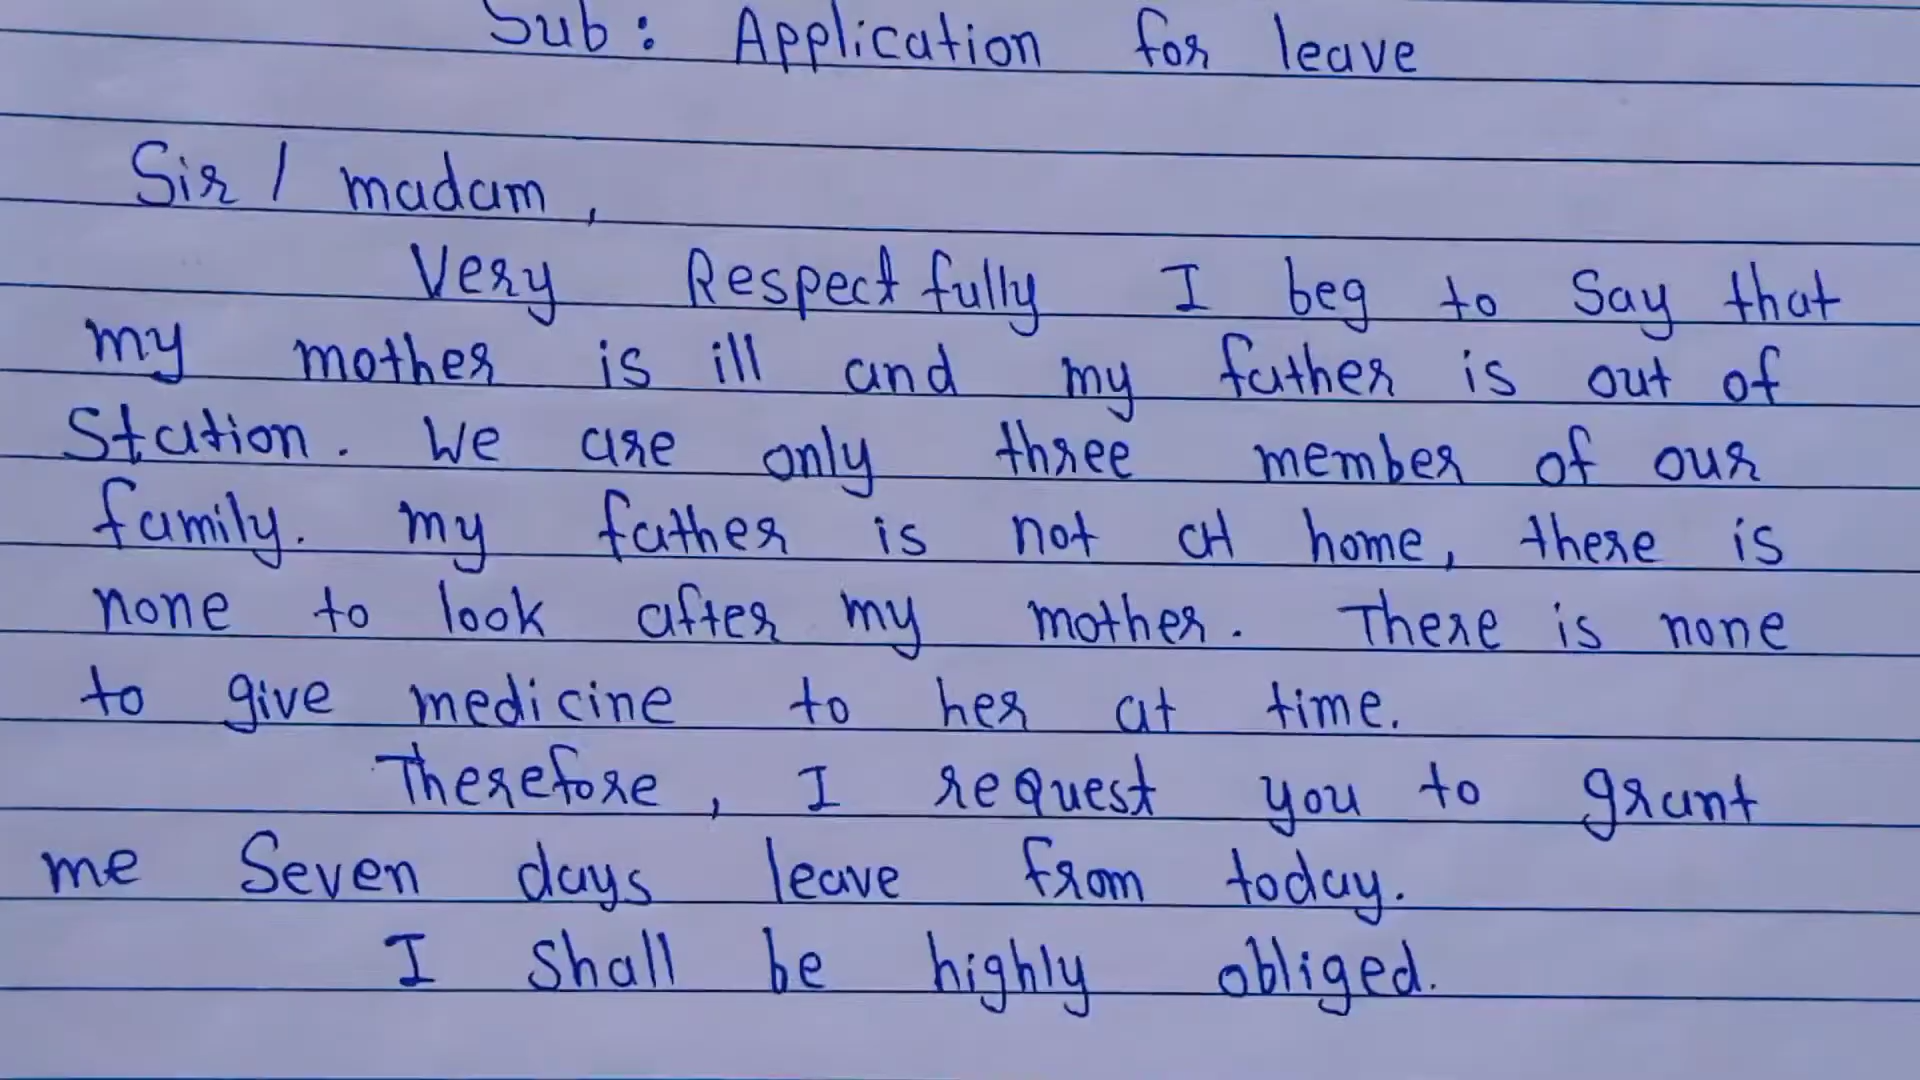 Sub: Application for leave
Sir / madam,
Very Respectfully I beg to Say that
my mother is ill and my father is out of
Station. We are only three member of our
family. my father is not at home, there is
none to look after my mother. There is none
to give medicine to her at time.
Therefore, I request you to grant
me Seven days leave from today.
I shall be highly obliged.